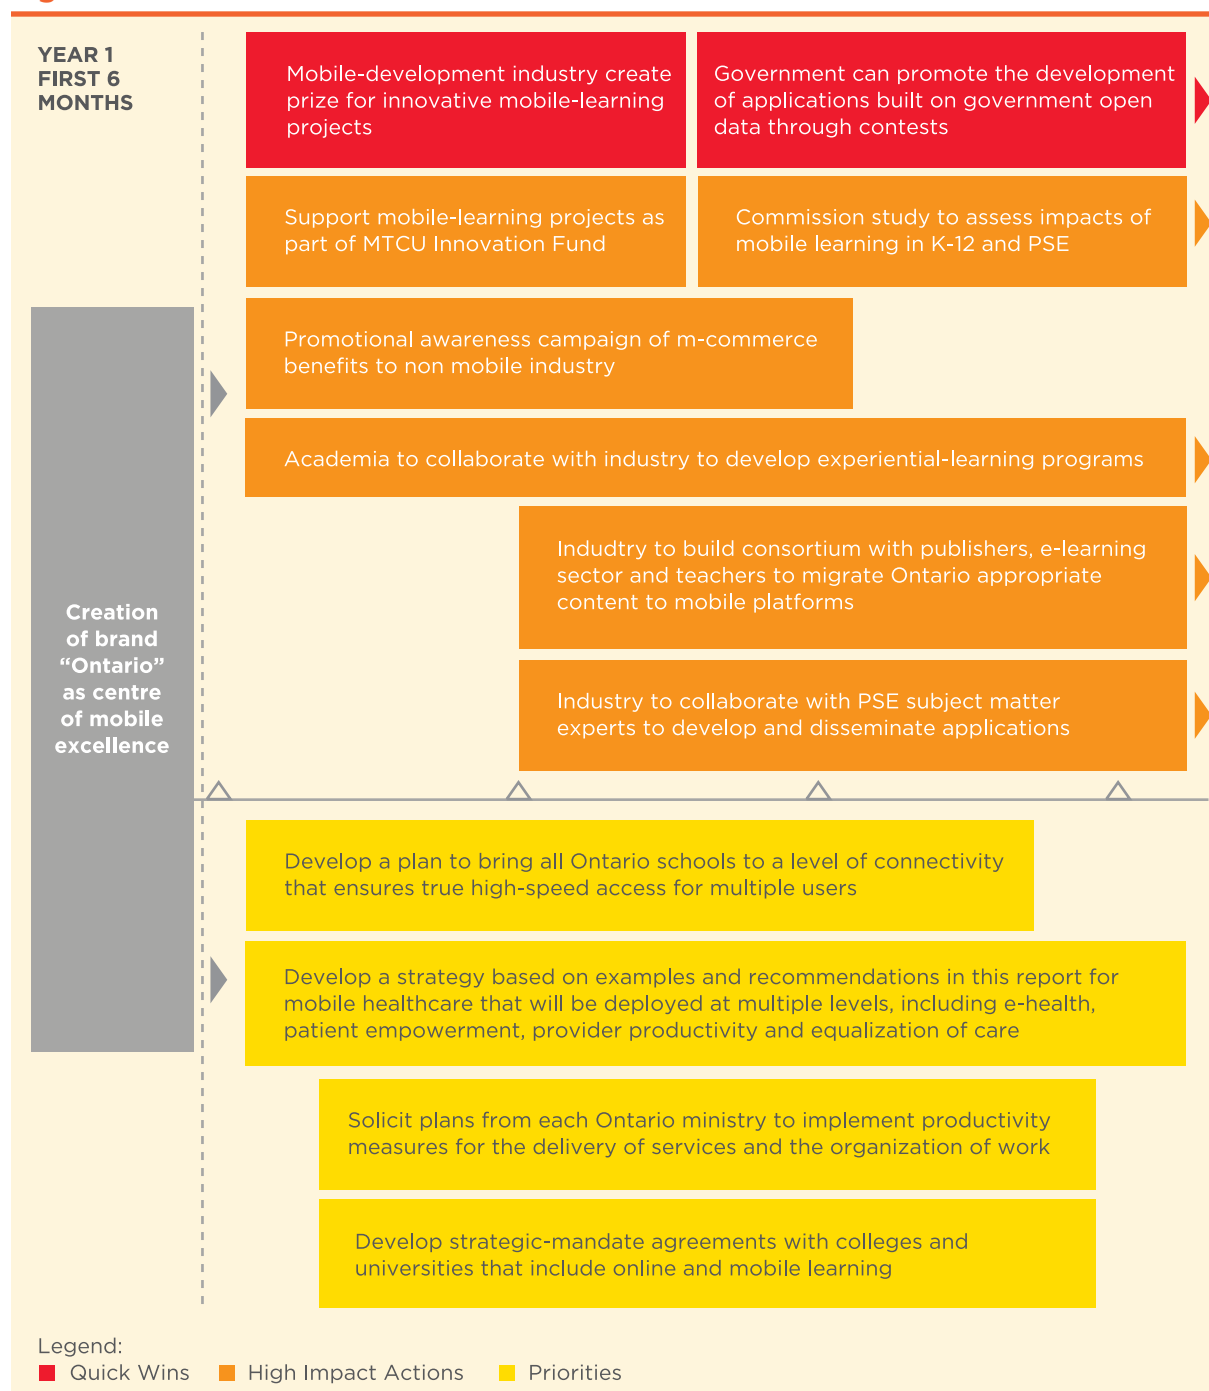 YEAR 1
FIRST 6
MONTHS
Mobile-development industry create
prize for innovative mobile-learning
projects
Government can promote the development
of applications built on government open
data through contests
Support mobile-learning projects as
part of MTCU Innovation Fund
Commission study to assess impacts of
mobile learning in K-12 and PSE
Promotional awareness campaign of m-commerce
benefits to non mobile industry
Academia to collaborate with industry to develop experiential-learning programs
Indudtry to build consortium with publishers, e-learning
sector and teachers to migrate Ontario appropriate
content to mobile platforms
Industry to collaborate with PSE subject matter
experts to develop and disseminate applications
Creation
of brand
“Ontario”
as centre
of mobile
excellence
Develop a plan to bring all Ontario schools to a level of connectivity
that ensures true high-speed access for multiple users
Develop a strategy based on examples and recommendations in this report for
mobile healthcare that will be deployed at multiple levels, including e-health,
patient empowerment, provider productivity and equalization of care
Solicit plans from each Ontario ministry to implement productivity
measures for the delivery of services and the organization of work
Develop strategic-mandate agreements with colleges and
universities that include online and mobile learning
Legend:
Quick Wins
High Impact Actions
Priorities